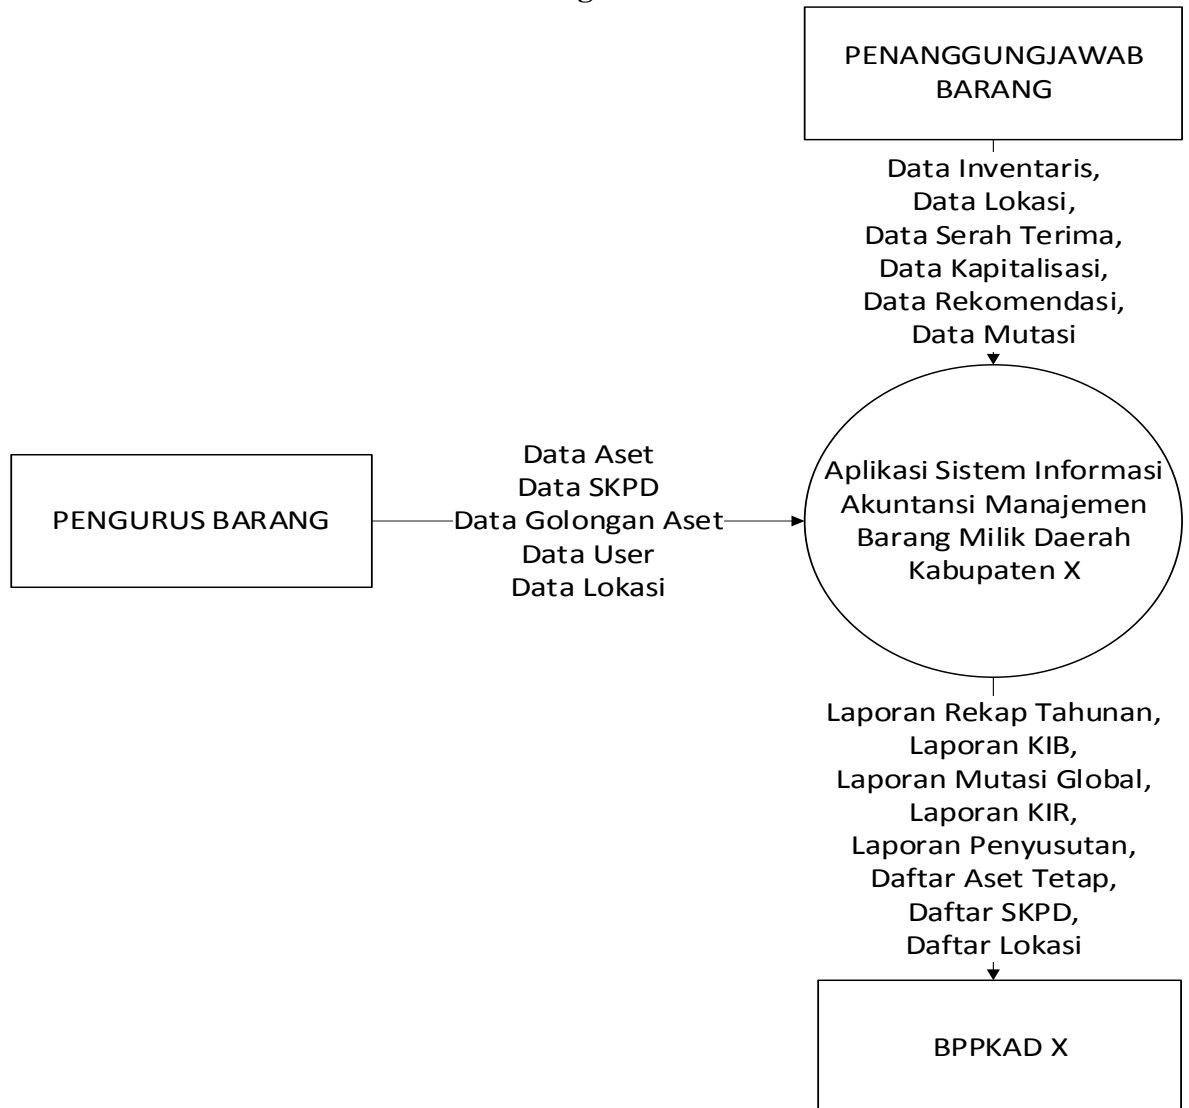 PENANGGUNGJAWAB
BARANG
Data Inventaris,
Data Lokasi,
Data Serah Terima,
Data Kapitalisasi,
Data Rekomendasi,
Data Mutasi
PENGURUS BARANG
Data Aset
Data SKPD
Data Golongan Aset
Data User
Data Lokasi
Aplikasi Sistem Informasi
Akuntansi Manajemen
Barang Milik Daerah
Kabupaten X
Laporan Rekap Tahunan,
Laporan KIB,
Laporan Mutasi Global,
Laporan KIR,
Laporan Penyusutan,
Daftar Aset Tetap,
Daftar SKPD,
Daftar Lokasi
BPPKAD X